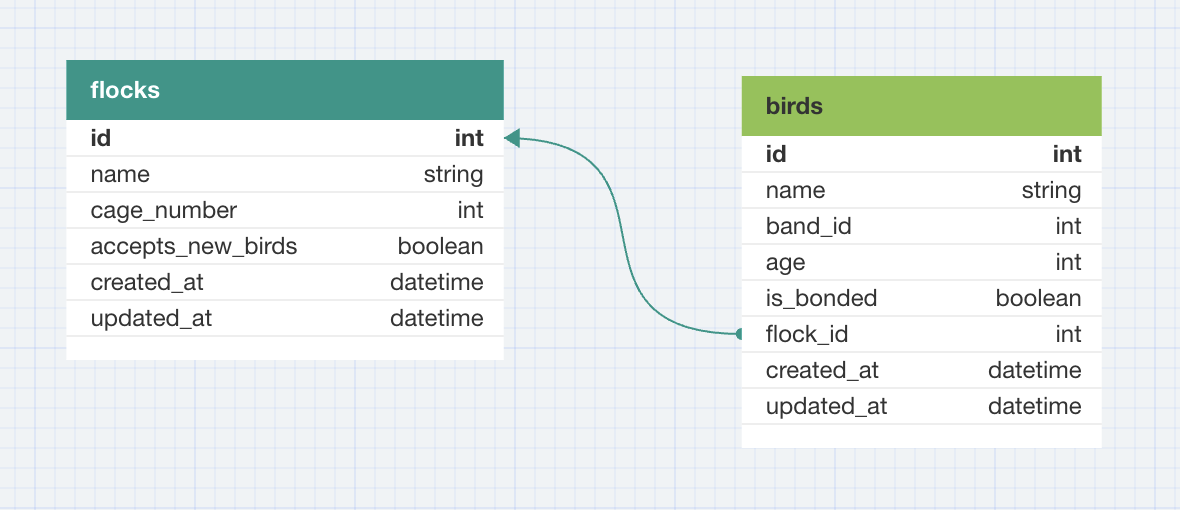 flocks
id int
name string
cage_number int
accepts_new_birds boolean
created_at datetime
updated_at datetime
birds
id int
name string
band_id int
age int
is_bonded boolean
flock_id int
created_at datetime
updated_at datetime